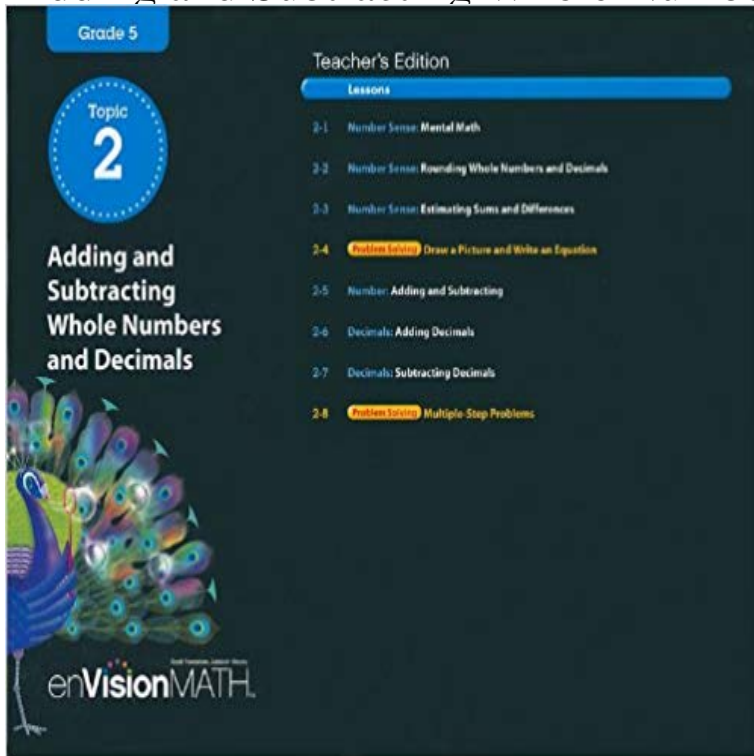 Grade 5
Topic
2
Adding and
Subtracting
Whole Numbers
and Decimals
Teacher's Edition
Lessons
2-1 Number Sense: Mental Math
2-2 Number Sense: Rounding Whole Numbers and Decimals
2-3 Number Sense: Estimating Sums and Differences
2-4 Problem Solving Draw a Picture and Write an Equation
2-5 Number: Adding and Subtracting
2-6 Decimals: Adding Decimals
2-7 Decimals: Subtracting Decimals
2-8 Problem Solving Multiple-Step Problems
enVisionMATH